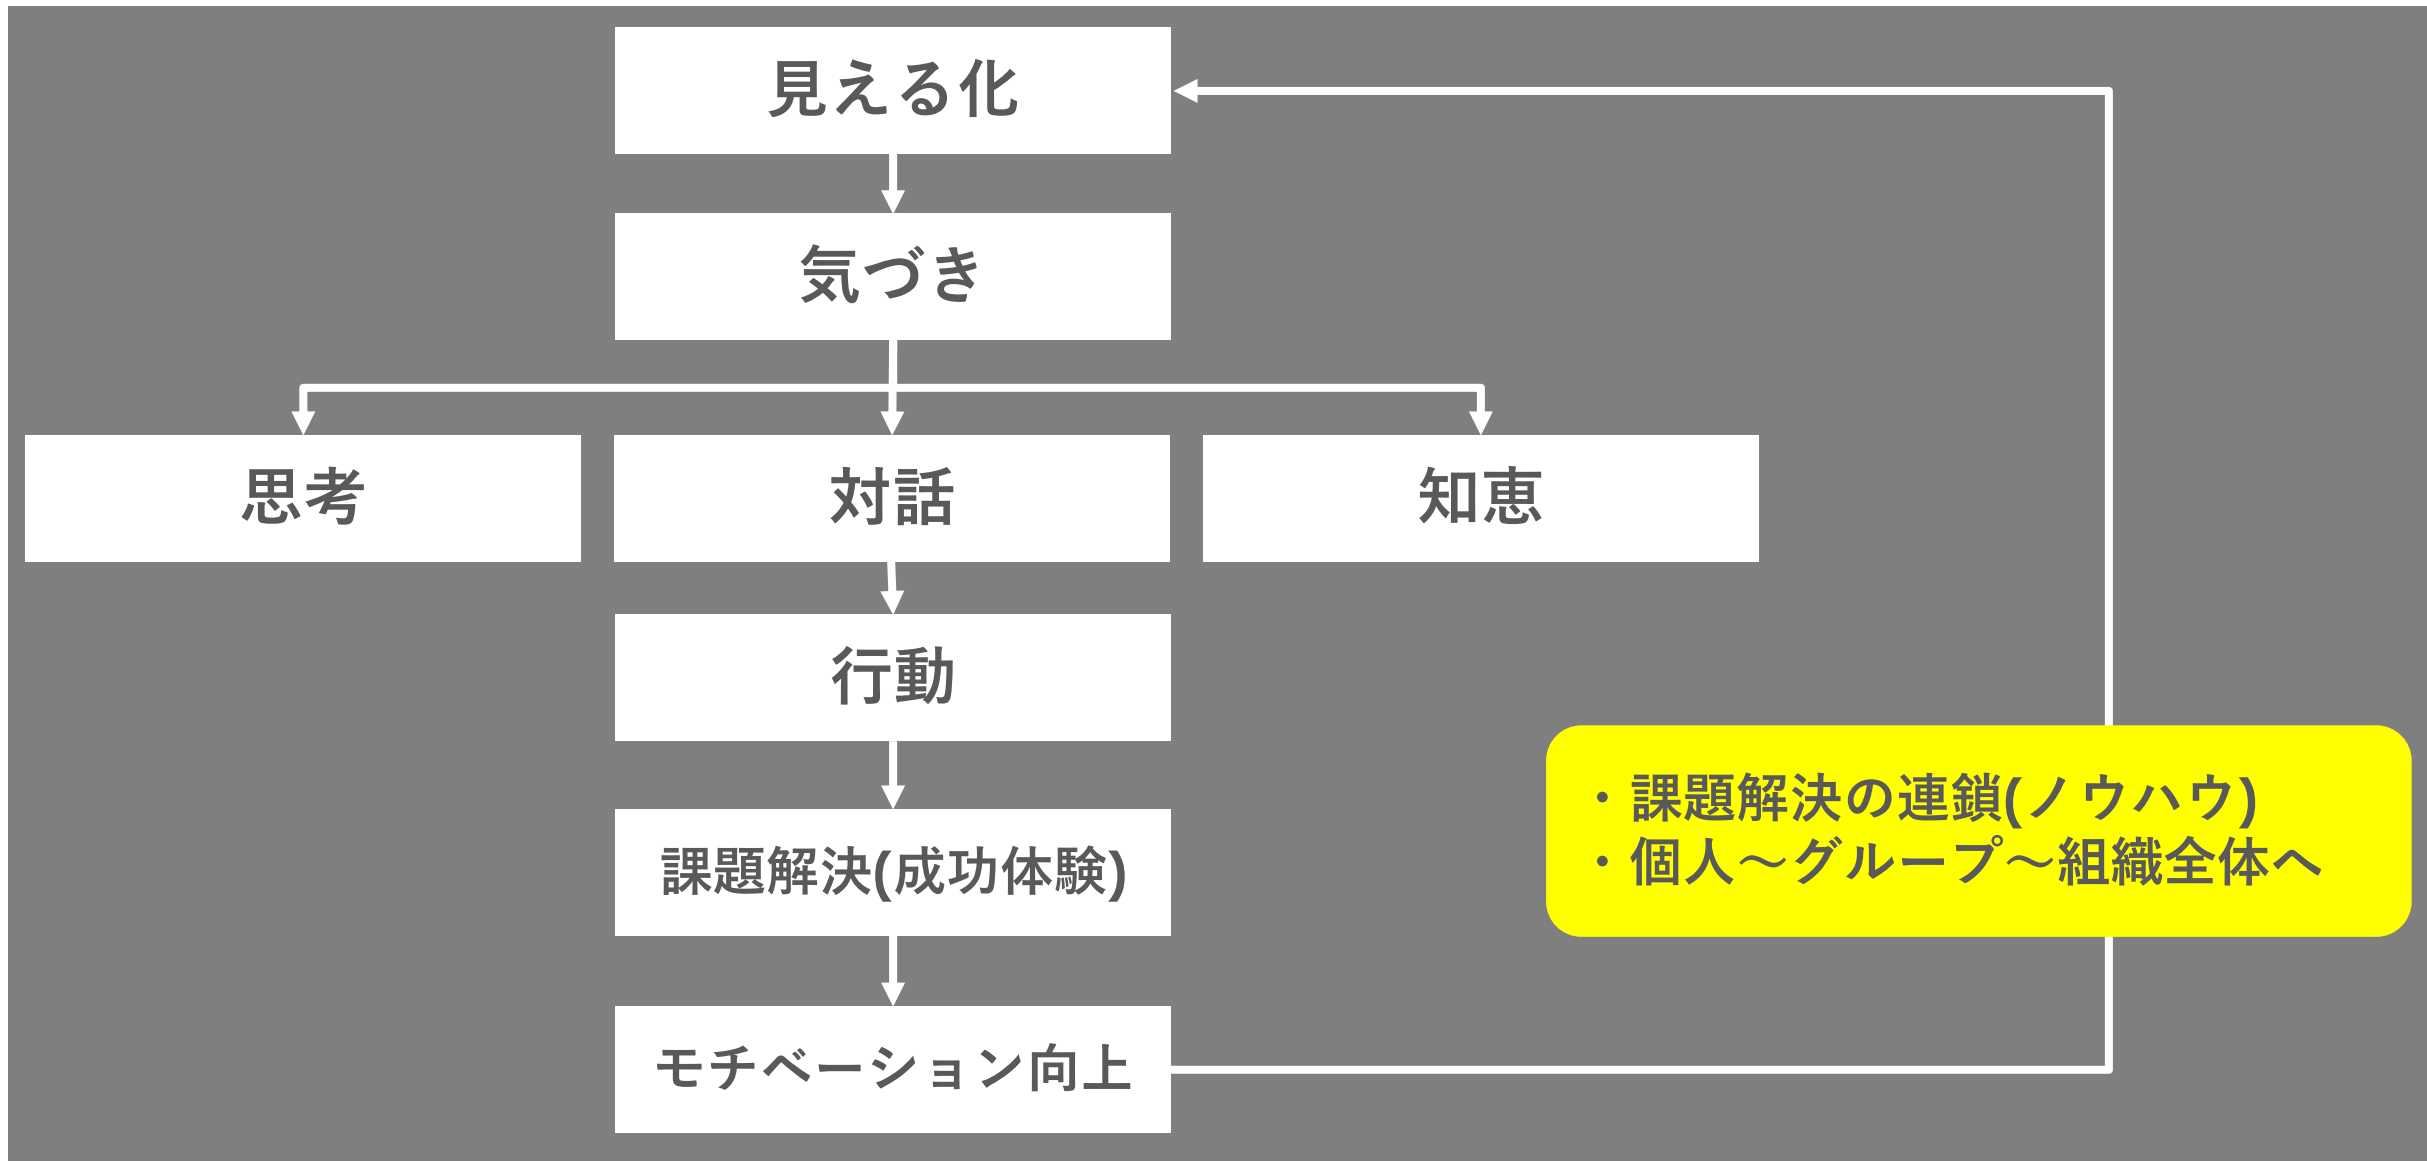 見える化
気づき
思考
対話
知恵
行動
課題解決(成功体験)
・課題解決の連鎖(ノウハウ)
・個人～グループ～組織全体へ
モチベーション向上